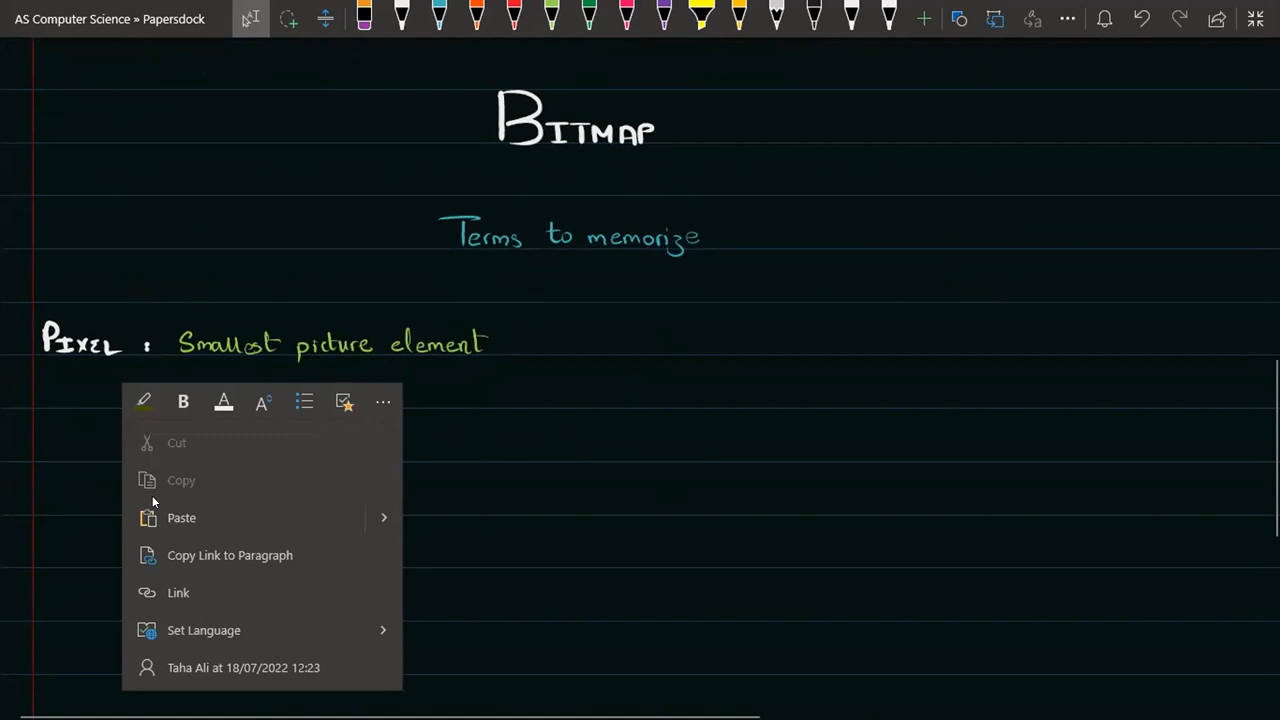 AS Computer Science » Papersdock
BITMAP
Terms to memorize
PIXEL : Smallest picture element
B A A ...
Cut
Copy
Paste
Copy Link to Paragraph
Link
Set Language
Taha Ali at 18/07/2022 12:23